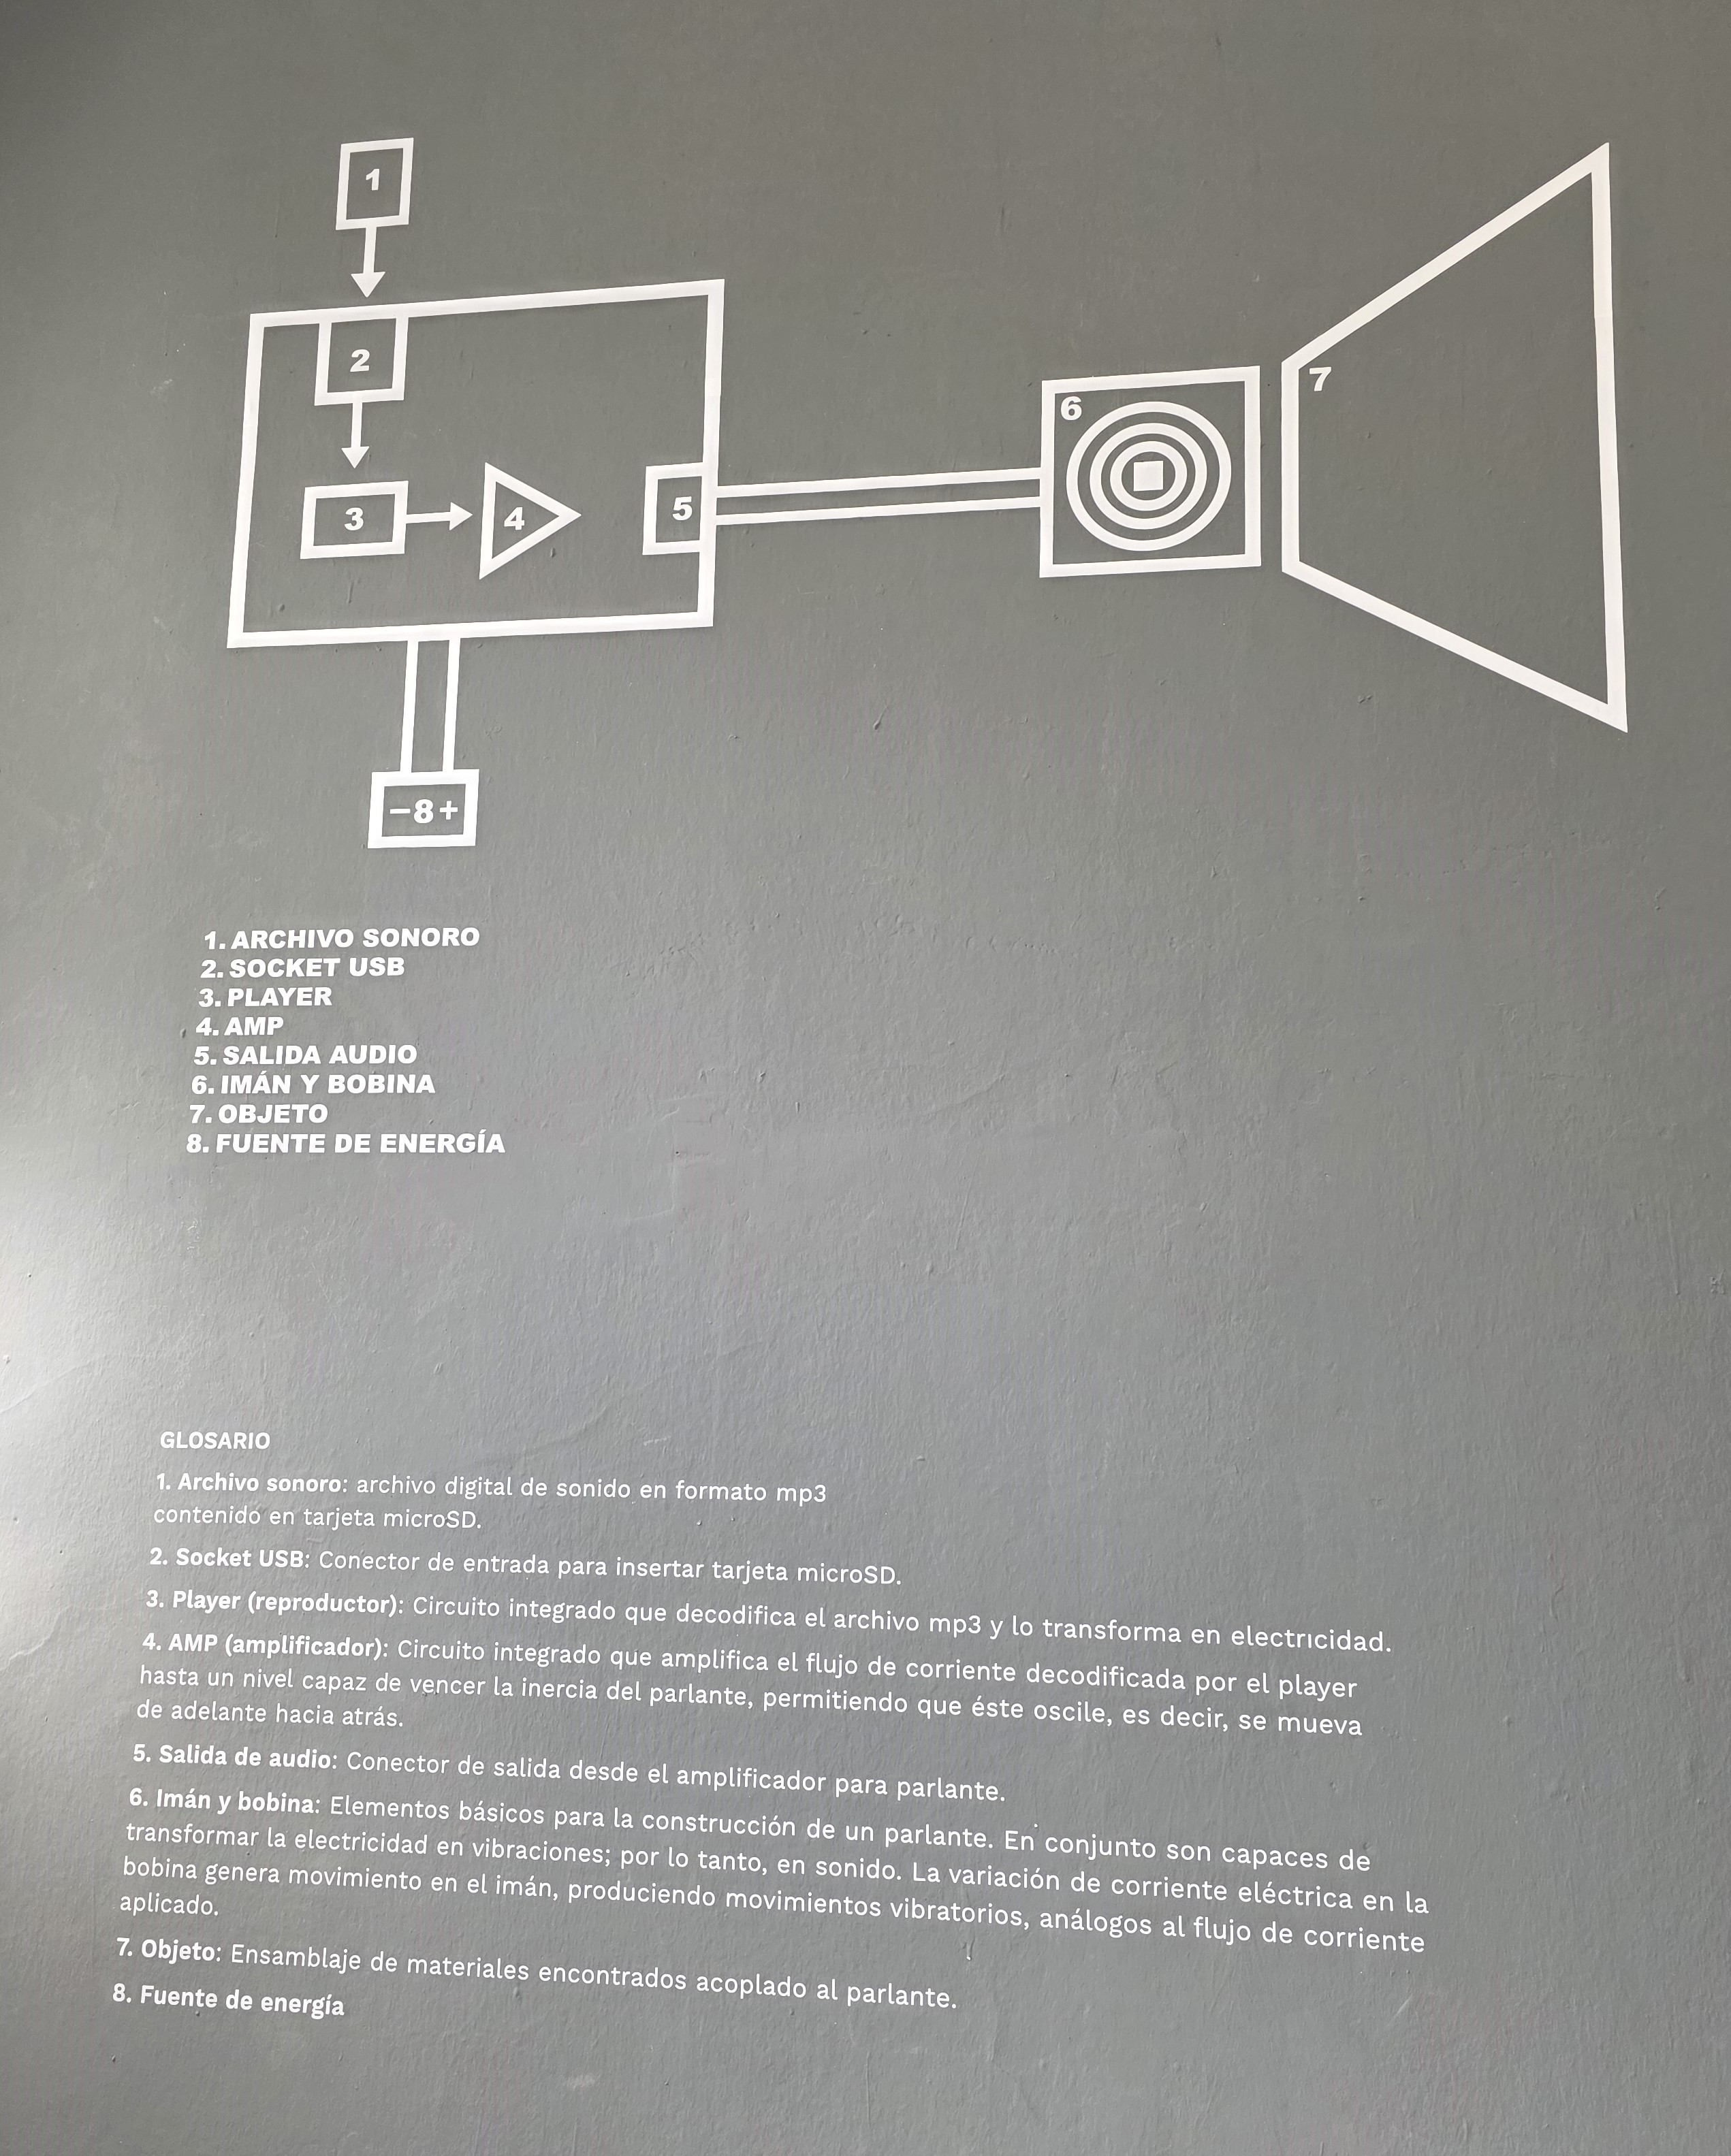 1
2
3
4
5
6
7
−8+
1. ARCHIVO SONORO
2. SOCKET USB
3. PLAYER
4. AMP
5. SALIDA AUDIO
6. IMÁN Y BOBINA
7. OBJETO
8. FUENTE DE ENERGÍA
GLOSARIO
1. Archivo sonoro: archivo digital de sonido en formato mp3
contenido en tarjeta microSD.
2. Socket USB: Conector de entrada para insertar tarjeta microSD.
3. Player (reproductor): Circuito integrado que decodifica el archivo mp3 y lo transforma en electricidad.
4. AMP (amplificador): Circuito integrado que amplifica el flujo de corriente decodificada por el player
hasta un nivel capaz de vencer la inercia del parlante, permitiendo que éste oscile, es decir, se mueva
de adelante hacia atrás.
5. Salida de audio: Conector de salida desde el amplificador para parlante.
6. Imán y bobina: Elementos básicos para la construcción de un parlante. En conjunto son capaces de
transformar la electricidad en vibraciones; por lo tanto, en sonido. La variación de corriente eléctrica en la
bobina genera movimiento en el imán, produciendo movimientos vibratorios, análogos al flujo de corriente
aplicado.
7. Objeto: Ensamblaje de materiales encontrados acoplado al parlante.
8. Fuente de energía